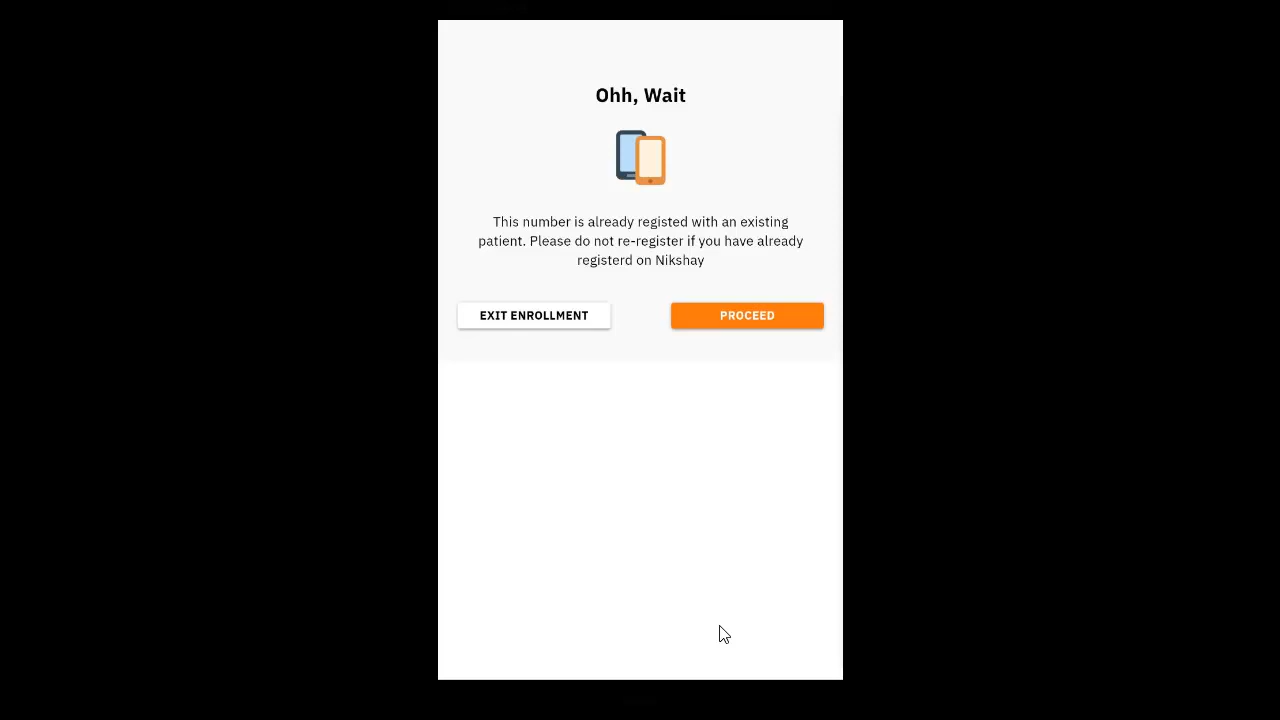 Ohh, Wait
This number is already registed with an existing
patient. Please do not re-register if you have already
registerd on Nikshay
EXIT ENROLLMENT
PROCEED